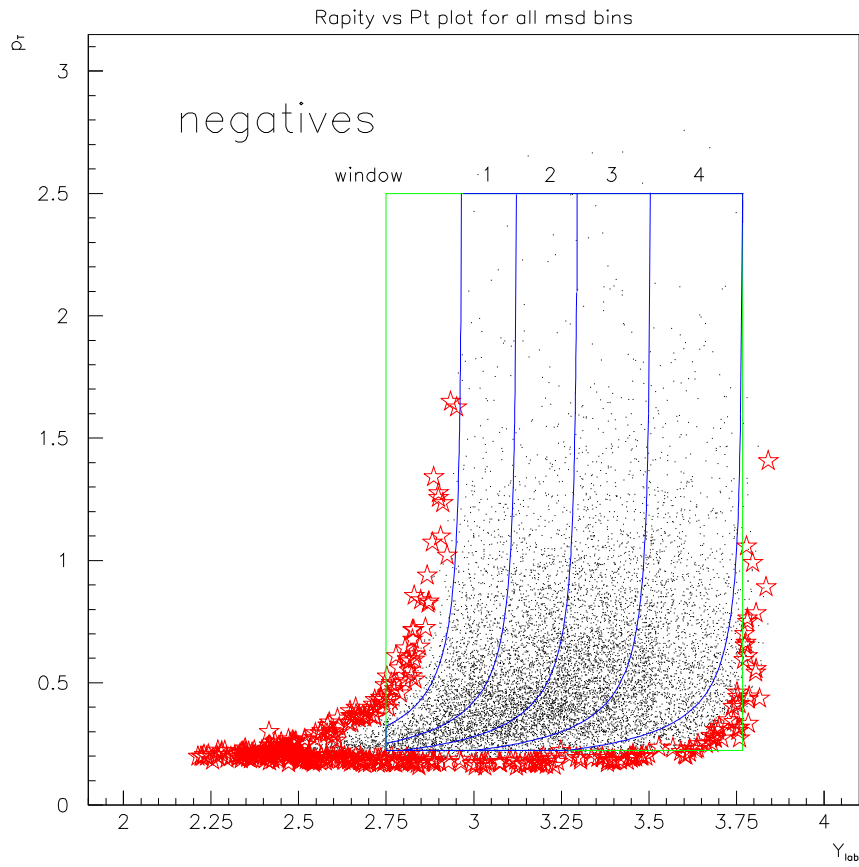 Rapity vs Pt plot for all msd bins
p_T
3
negatives
window 1 2 3 4
2.5
2
1.5
1
0.5
0
2 2.25 2.5 2.75 3 3.25 3.5 3.75 4
Y_lab